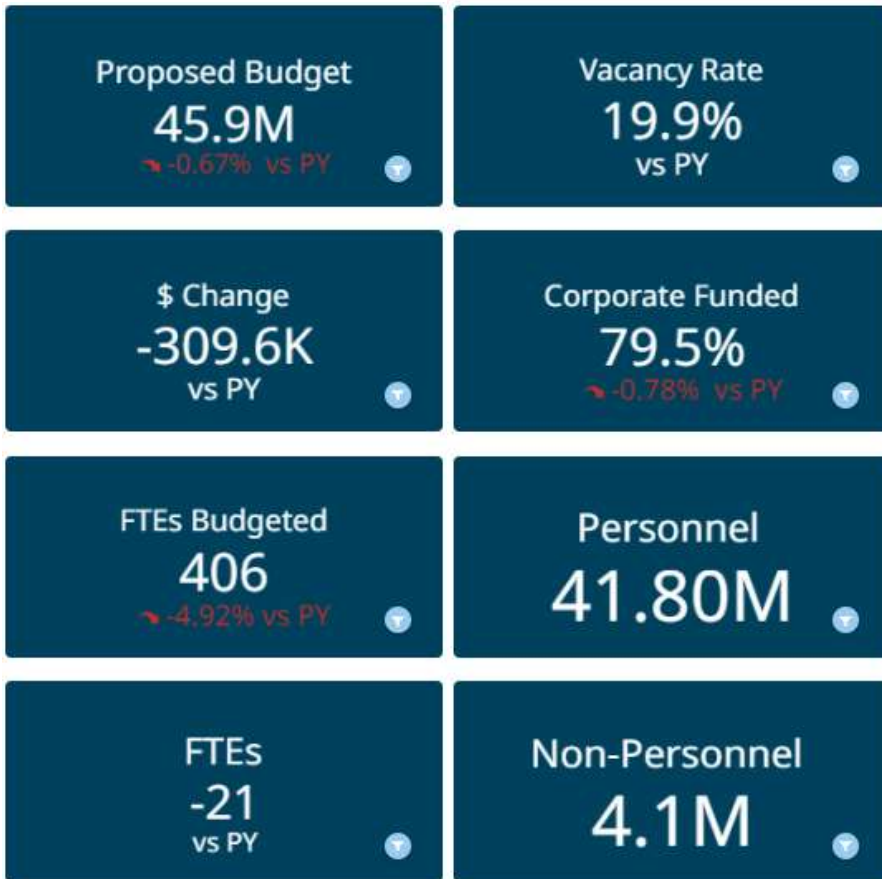 Proposed Budget
45.9M
-0.67% vs PY
Vacancy Rate
19.9%
vs PY
$ Change
-309.6K
vs PY
Corporate Funded
79.5%
-0.78% vs PY
FTEs Budgeted
406
-4.92% vs PY
Personnel
41.80M
FTEs
-21
vs PY
Non-Personnel
4.1M